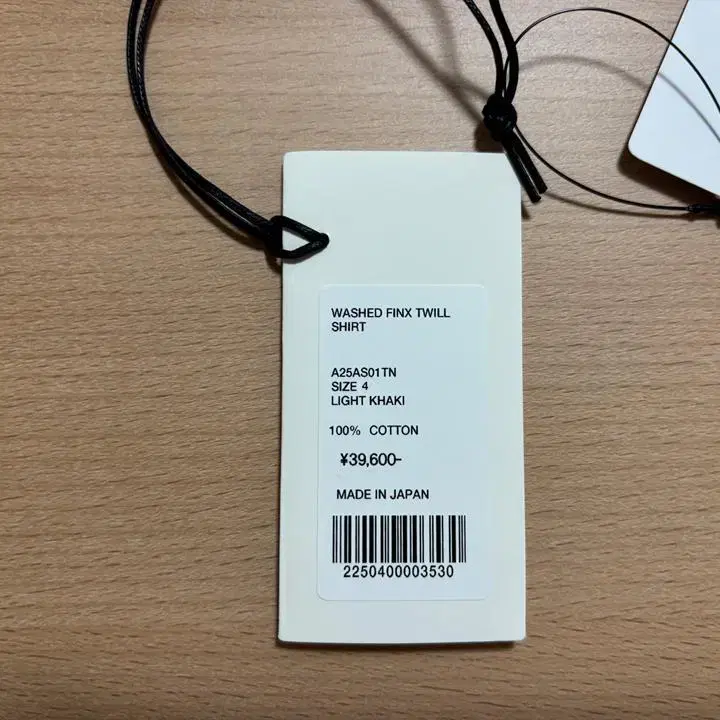 WASHED FINX TWILL
SHIRT
A25AS01TN
SIZE 4
LIGHT KHAKI
100% COTTON
¥39,600-
MADE IN JAPAN
2250400003530